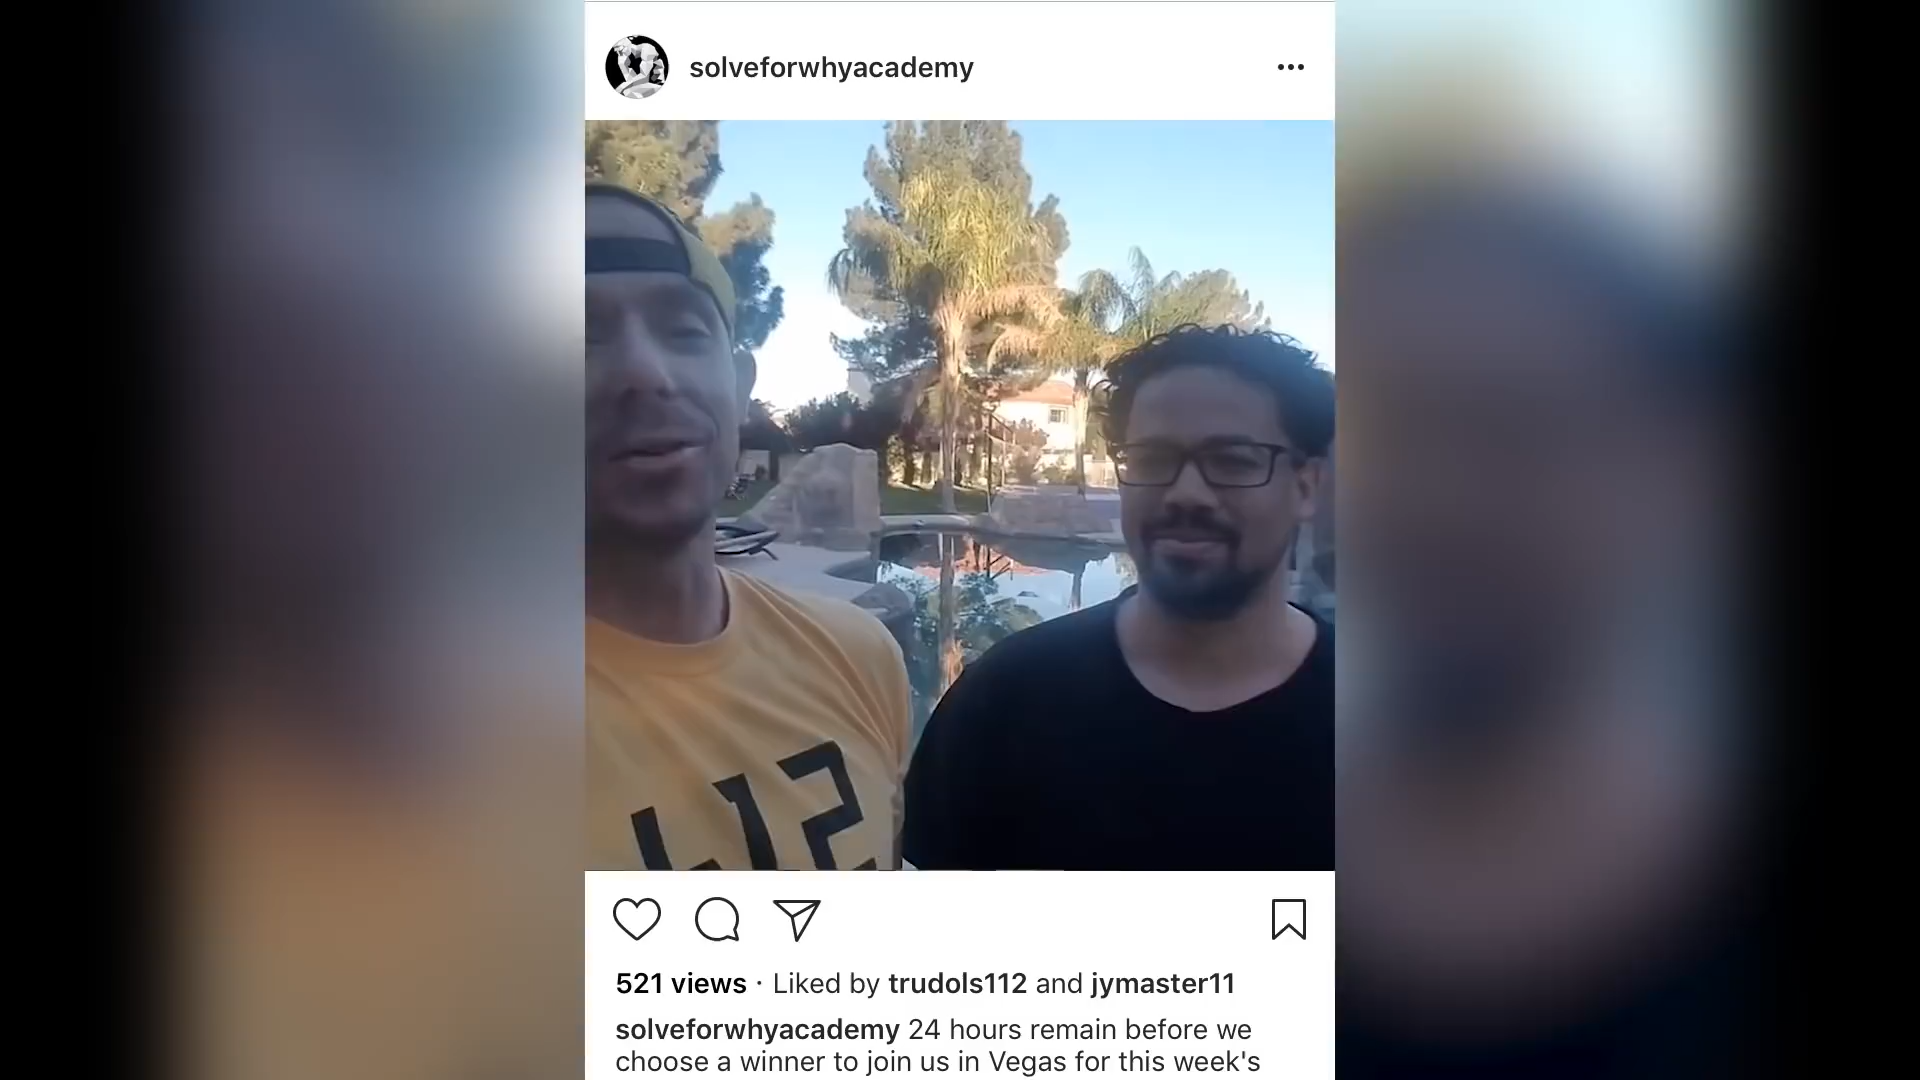 solveforwhyacademy
412
521 views · Liked by trudols112 and jymaster11
solveforwhyacademy 24 hours remain before we
choose a winner to join us in Vegas for this week's